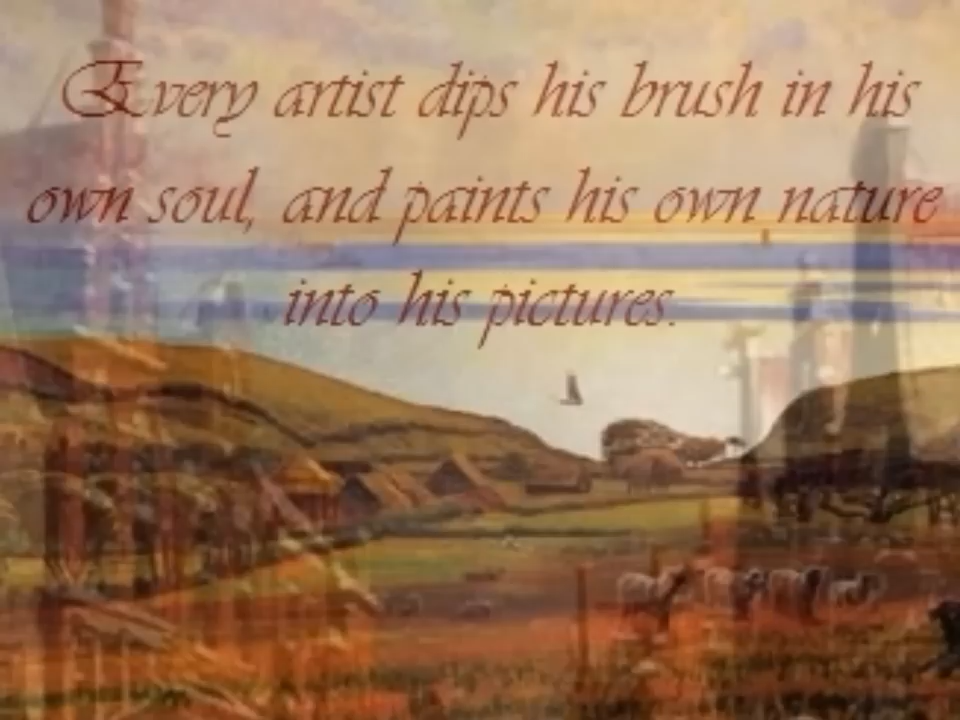 Every artist dips his brush in his
own soul, and paints his own nature
into his pictures.